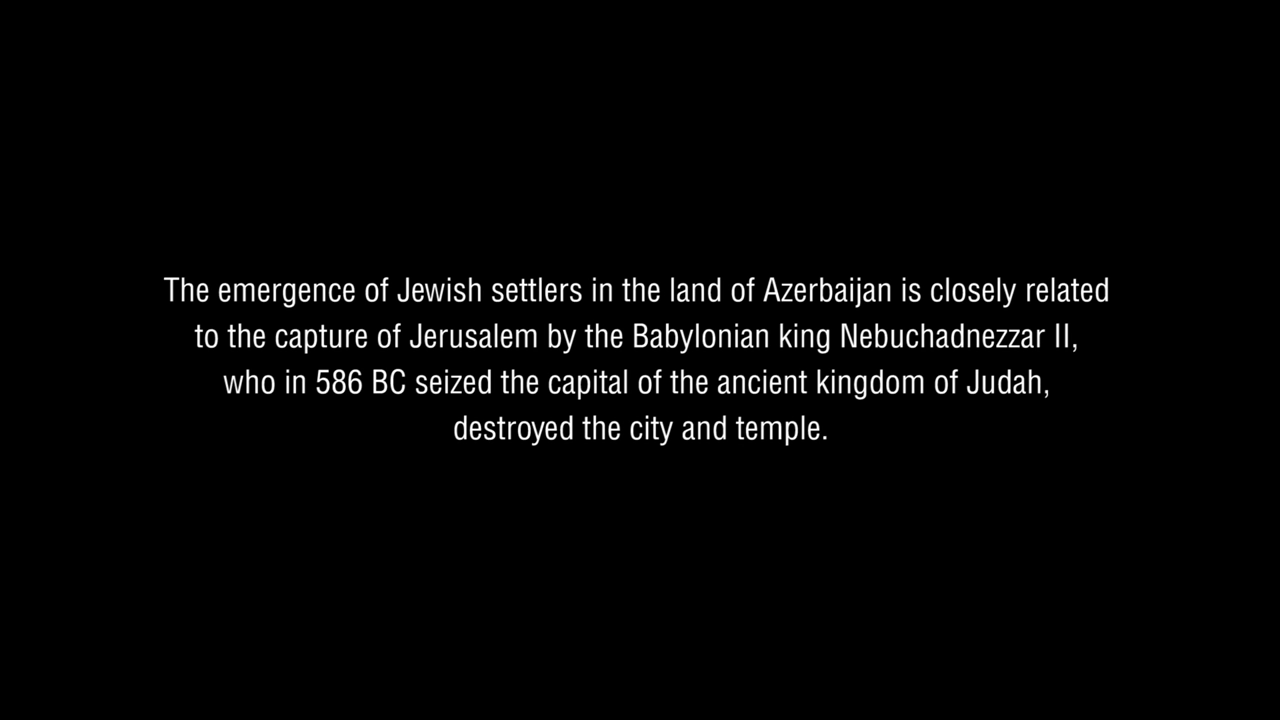 The emergence of Jewish settlers in the land of Azerbaijan is closely related
to the capture of Jerusalem by the Babylonian king Nebuchadnezzar II,
who in 586 BC seized the capital of the ancient kingdom of Judah,
destroyed the city and temple.